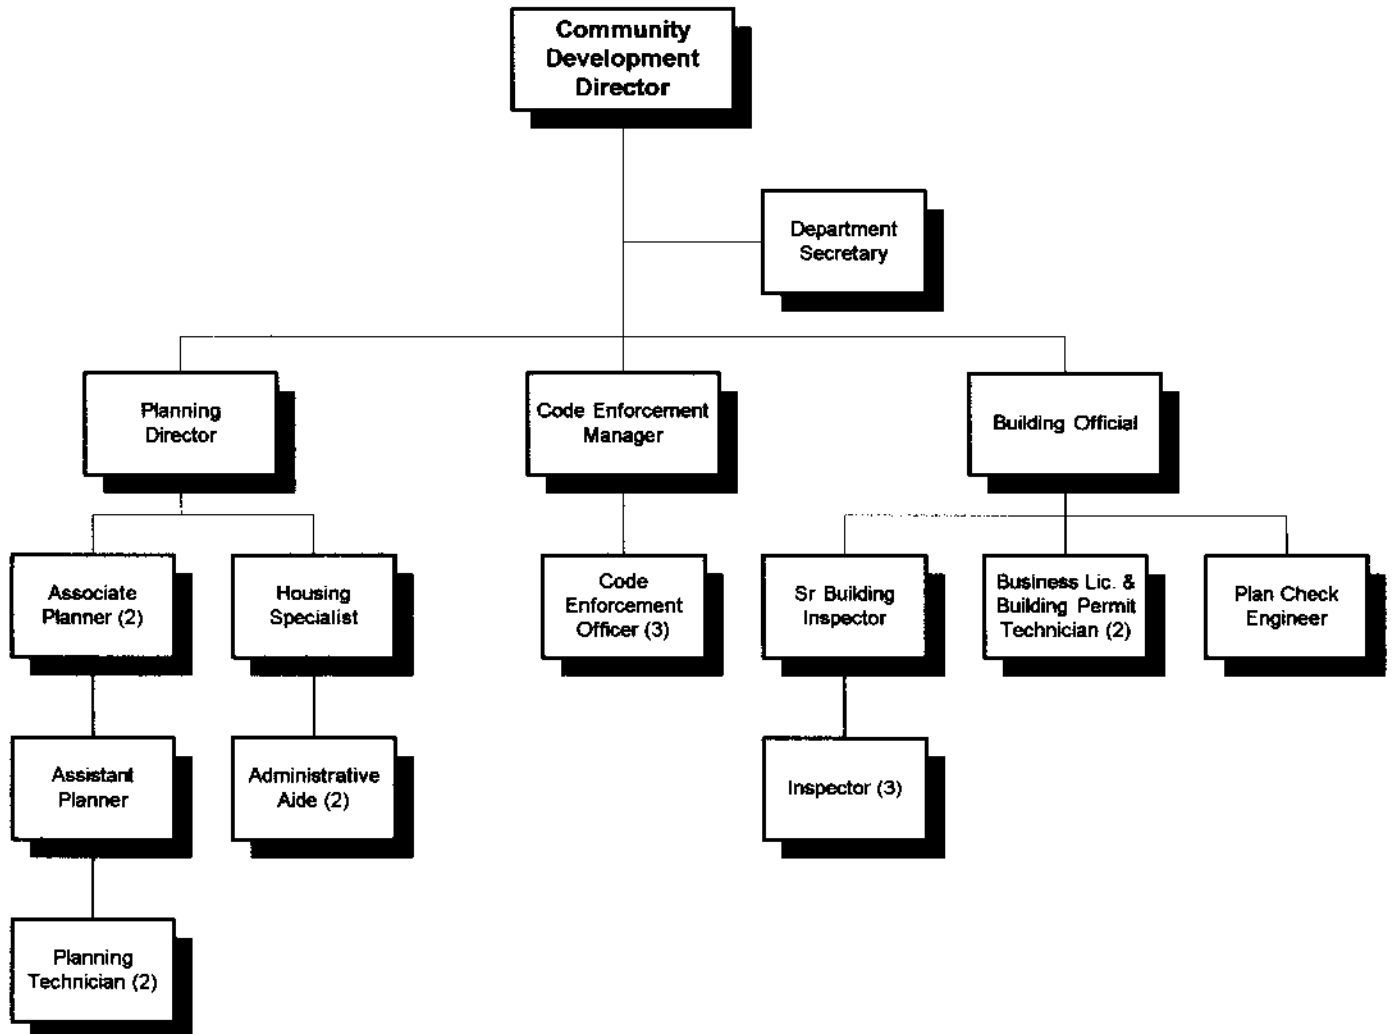 Community
Development
Director
Department
Secretary
Planning
Director
Code Enforcement
Manager
Building Official
Associate
Planner (2)
Housing
Specialist
Code
Enforcement
Officer (3)
Sr Building
Inspector
Business Lic. &
Building Permit
Technician (2)
Plan Check
Engineer
Assistant
Planner
Administrative
Aide (2)
Inspector (3)
Planning
Technician (2)